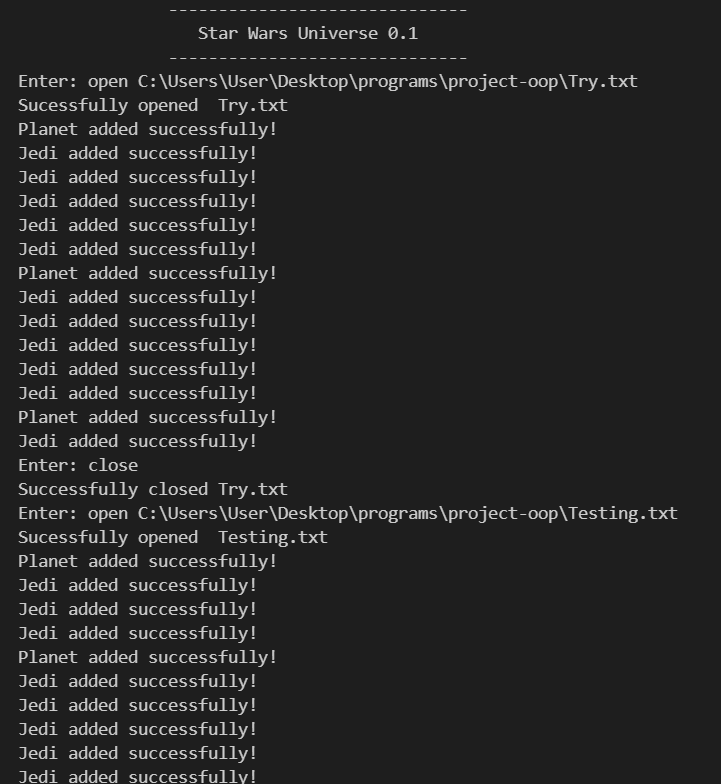 ------------------------------
Star Wars Universe 0.1
------------------------------
Enter: open C:\Users\User\Desktop\programs\project-oop\Try.txt
Sucessfully opened  Try.txt
Planet added successfully!
Jedi added successfully!
Jedi added successfully!
Jedi added successfully!
Jedi added successfully!
Jedi added successfully!
Planet added successfully!
Jedi added successfully!
Jedi added successfully!
Jedi added successfully!
Jedi added successfully!
Jedi added successfully!
Planet added successfully!
Jedi added successfully!
Enter: close
Successfully closed Try.txt
Enter: open C:\Users\User\Desktop\programs\project-oop\Testing.txt
Sucessfully opened  Testing.txt
Planet added successfully!
Jedi added successfully!
Jedi added successfully!
Jedi added successfully!
Planet added successfully!
Jedi added successfully!
Jedi added successfully!
Jedi added successfully!
Jedi added successfully!
Jedi added successfully!